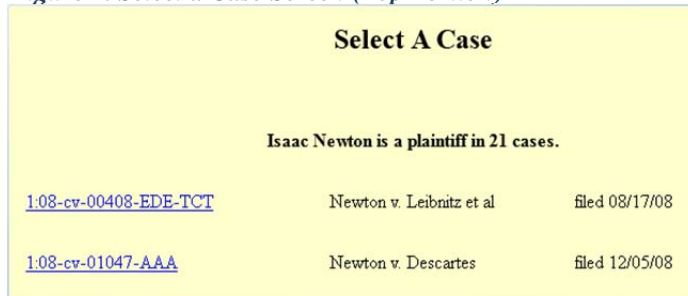 Select A Case
Isaac Newton is a plaintiff in 21 cases.
1:08-cv-00408-EDE-TCT Newton v. Leibnitz et al filed 08/17/08
1:08-cv-01047-AAA Newton v. Descartes filed 12/05/08